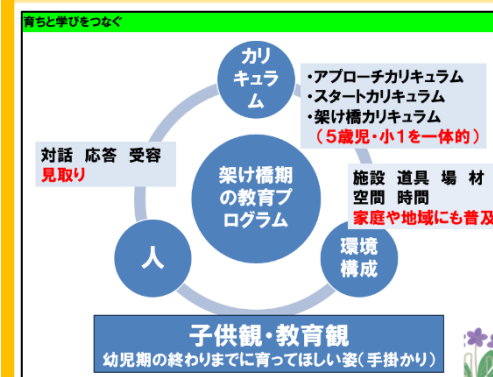 育ちと学びをつなぐ
カリ
キュラ
ム
・アプローチカリキュラム
・スタートカリキュラム
・架け橋カリキュラム
（５歳児・小１を一体的）
対話 応答 受容
見取り
架け橋期
の教育プ
ログラム
施設 道具 場 材
空間 時間
家庭や地域にも普及
人
環境
構成
子供観・教育観
幼児期の終わりまでに育ってほしい姿（手掛かり）